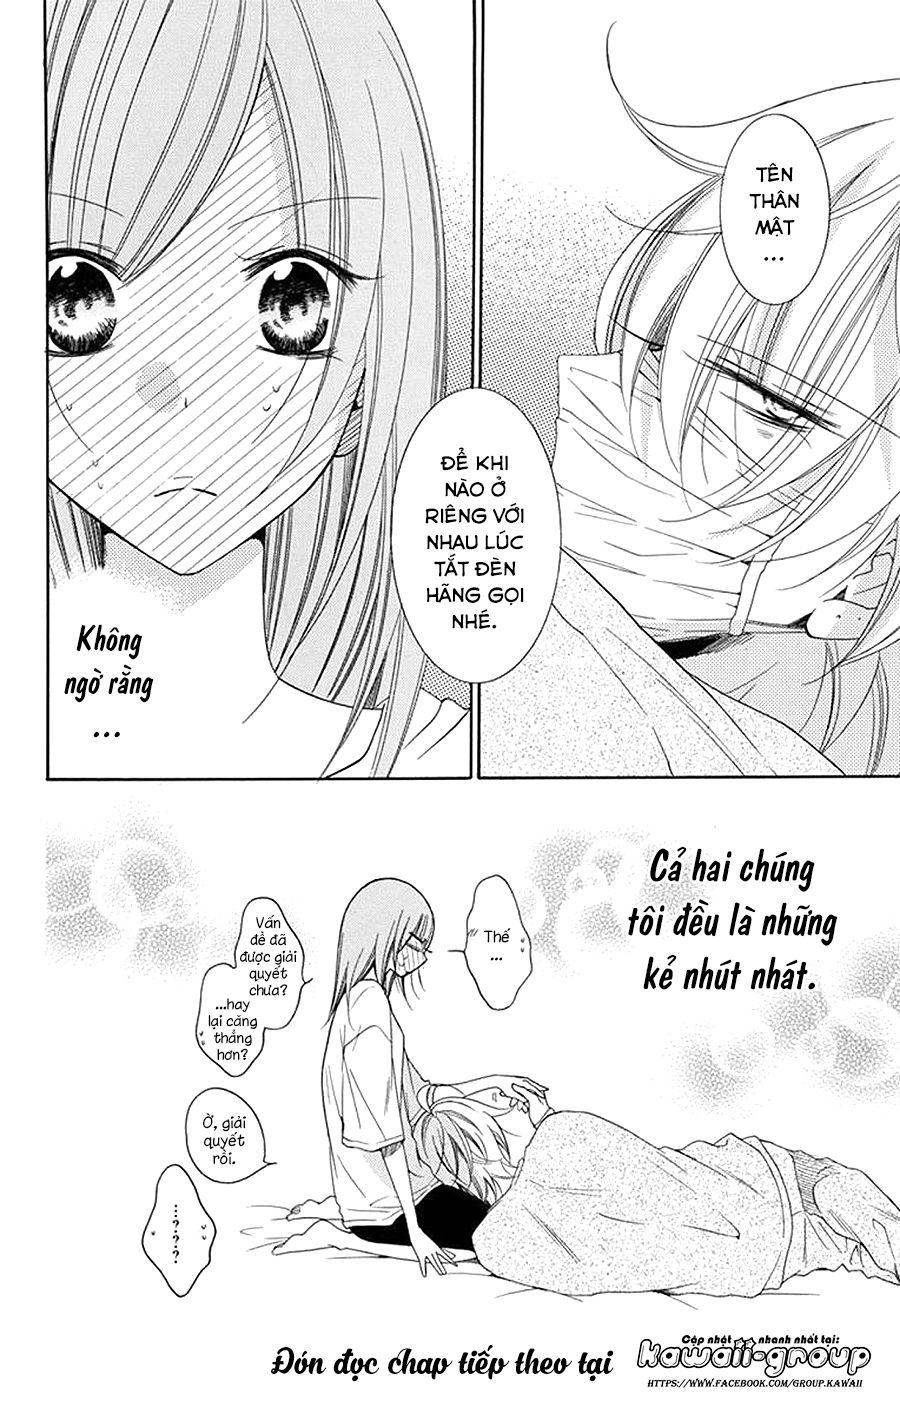 TÊN
THÂN
MẬT
...
ĐỂ KHI
NÀO Ở
RIÊNG VỚI
NHAU LÚC
TẮT ĐÈN
HÃNG GỌI
NHÉ.
Không
ngờ rằng
...
Cả hai chúng
tôi đều là những
kẻ nhút nhát.
Thế
...
Vấn
đề đã
được giải
quyết
chưa?
...hay
lại căng
thẳng
hơn?
Ờ, giải
quyết
rồi.
...?.?.?
Đón đọc chap tiếp theo tại
Cập nhật nhanh nhất tại:
kawaii-group
HTTPS://WWW.FACEBOOK.COM/GROUP.KAWAII